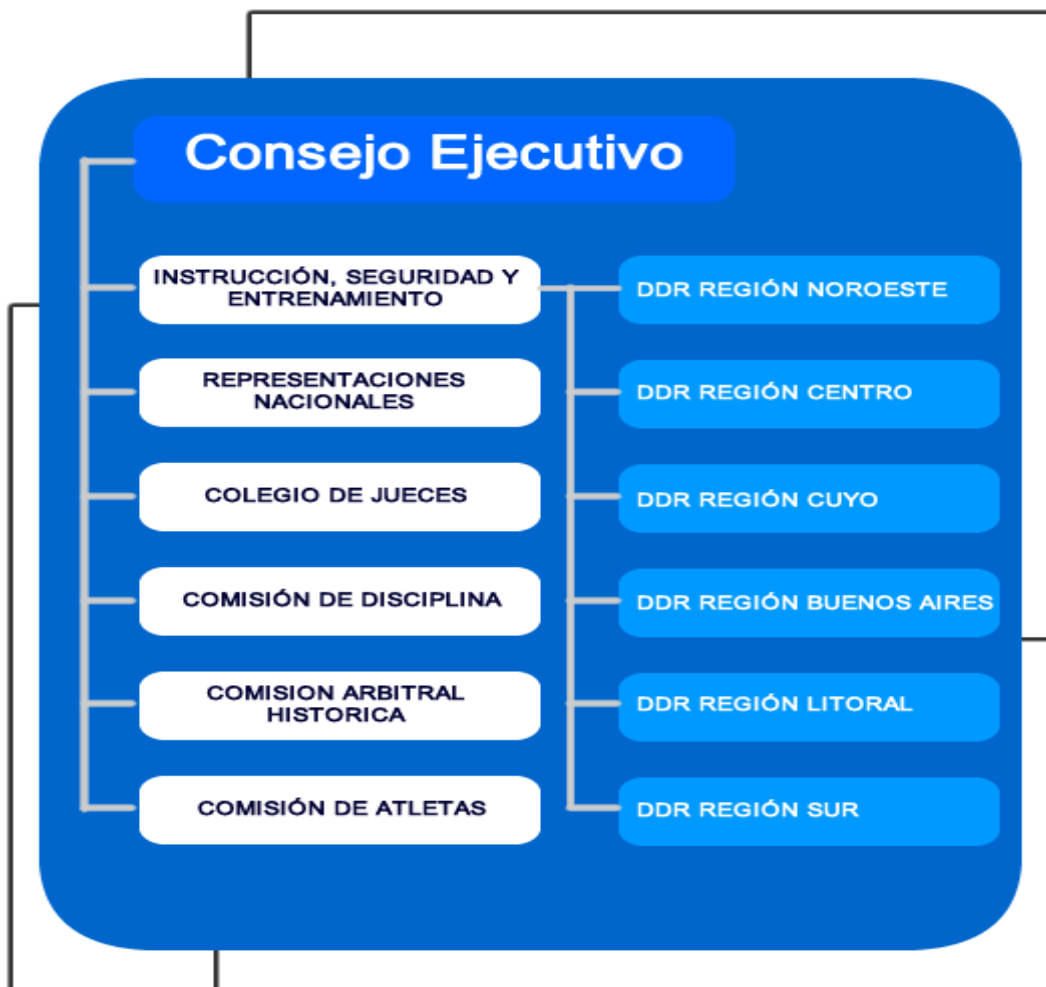 Consejo Ejecutivo
INSTRUCCIÓN, SEGURIDAD Y
ENTRENAMIENTO
DDR REGIÓN NOROESTE
REPRESENTACIONES
NACIONALES
DDR REGIÓN CENTRO
COLEGIO DE JUECES
DDR REGIÓN CUYO
COMISIÓN DE DISCIPLINA
DDR REGIÓN BUENOS AIRES
COMISION ARBITRAL
HISTORICA
DDR REGIÓN LITORAL
COMISIÓN DE ATLETAS
DDR REGIÓN SUR